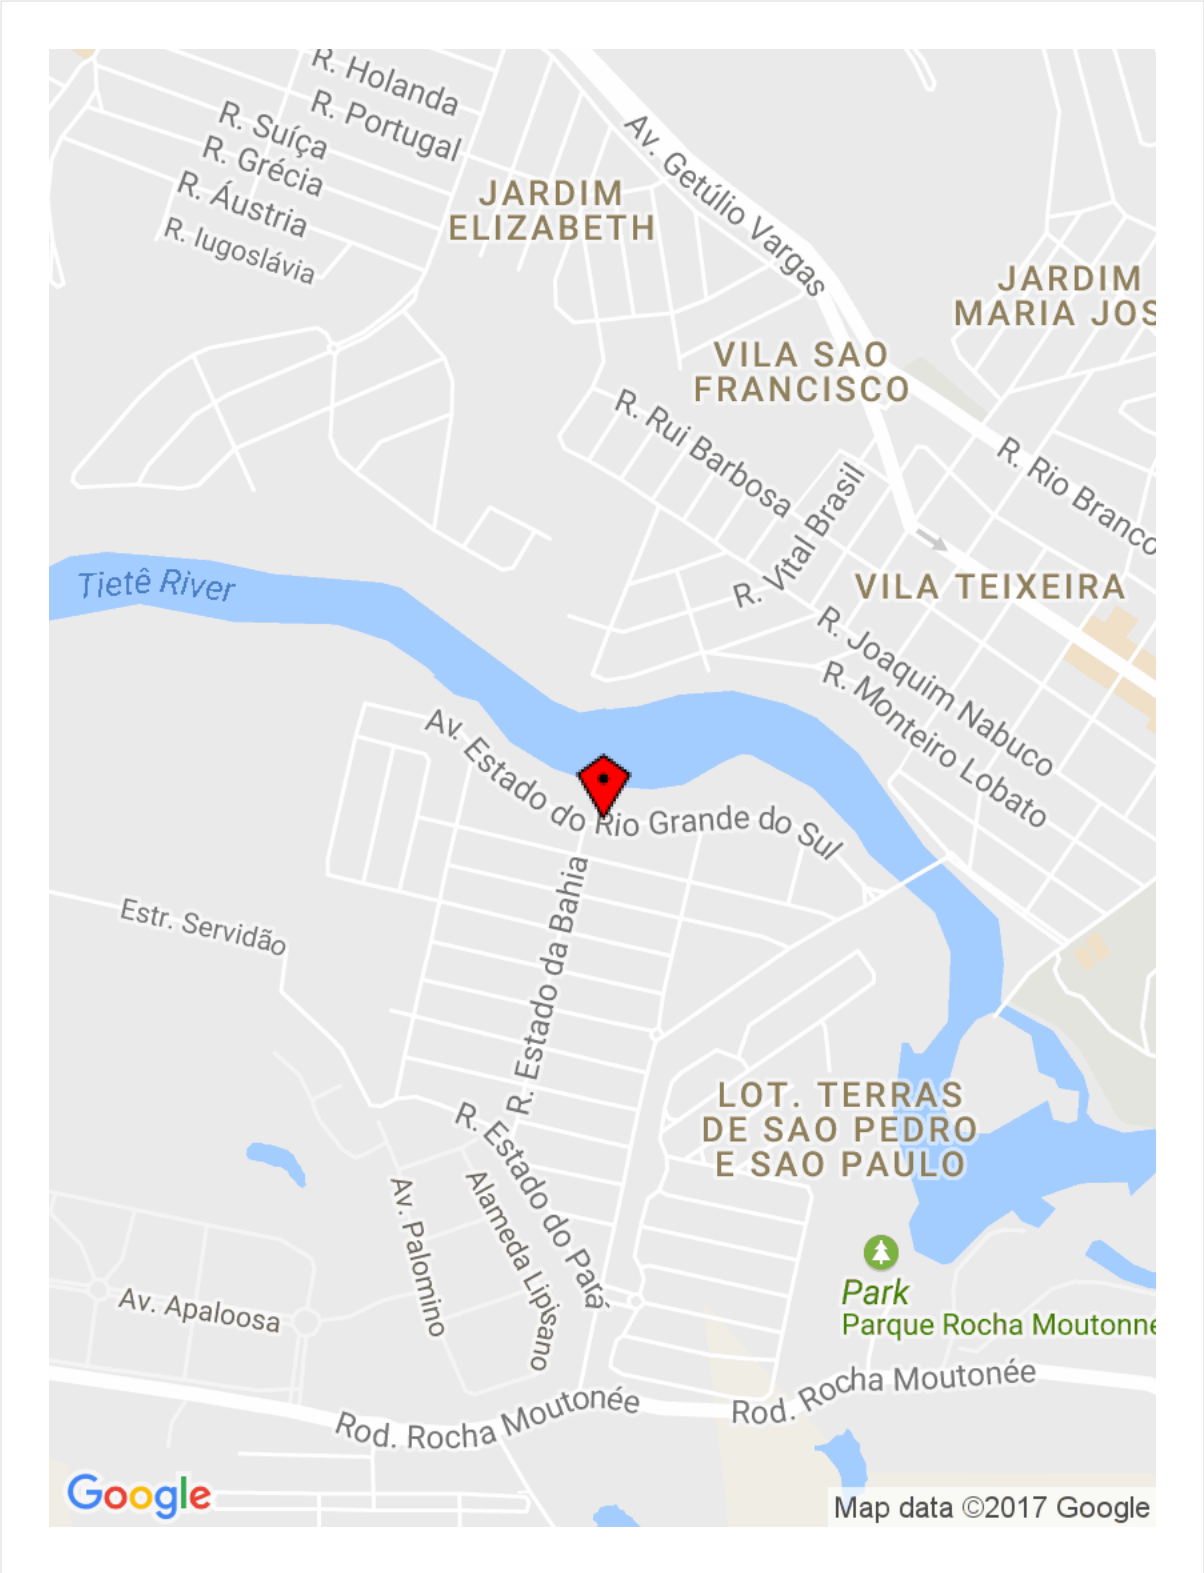 R. Holanda
R. Portugal
R. Suíça
R. Grécia
R. Áustria
R. Iugoslávia
JARDIM
ELIZABETH
Av. Getúlio Vargas
JARDIM
MARIA JOS
VILA SAO
FRANCISCO
R. Rui Barbosa
R. Vital Brasil
R. Rio Branco
Tietê River
VILA TEIXEIRA
R. Joaquim Nabuco
R. Monteiro Lobato
Av. Estado do Rio Grande do Sul
R. Estado da Bahia
Estr. Servidão
LOT. TERRAS
DE SAO PEDRO
E SAO PAULO
R. Estado do Pará
Av. Palomino
Alameda Lipisano
Av. Apaloosa
Park
Parque Rocha Moutonné
Rod. Rocha Moutonée
Rod. Rocha Moutonée
Google
Map data ©2017 Google